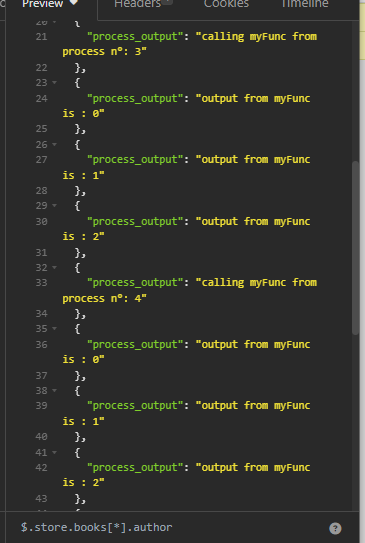 Preview Headers Cookies Timeline
20 {
21 "process_output": "calling myFunc from
process nº: 3"
22 },
23 {
24 "process_output": "output from myFunc
is : 0"
25 },
26 {
27 "process_output": "output from myFunc
is : 1"
28 },
29 {
30 "process_output": "output from myFunc
is : 2"
31 },
32 {
33 "process_output": "calling myFunc from
process nº: 4"
34 },
35 {
36 "process_output": "output from myFunc
is : 0"
37 },
38 {
39 "process_output": "output from myFunc
is : 1"
40 },
41 {
42 "process_output": "output from myFunc
is : 2"
43 },
$.store.books[*].author ?